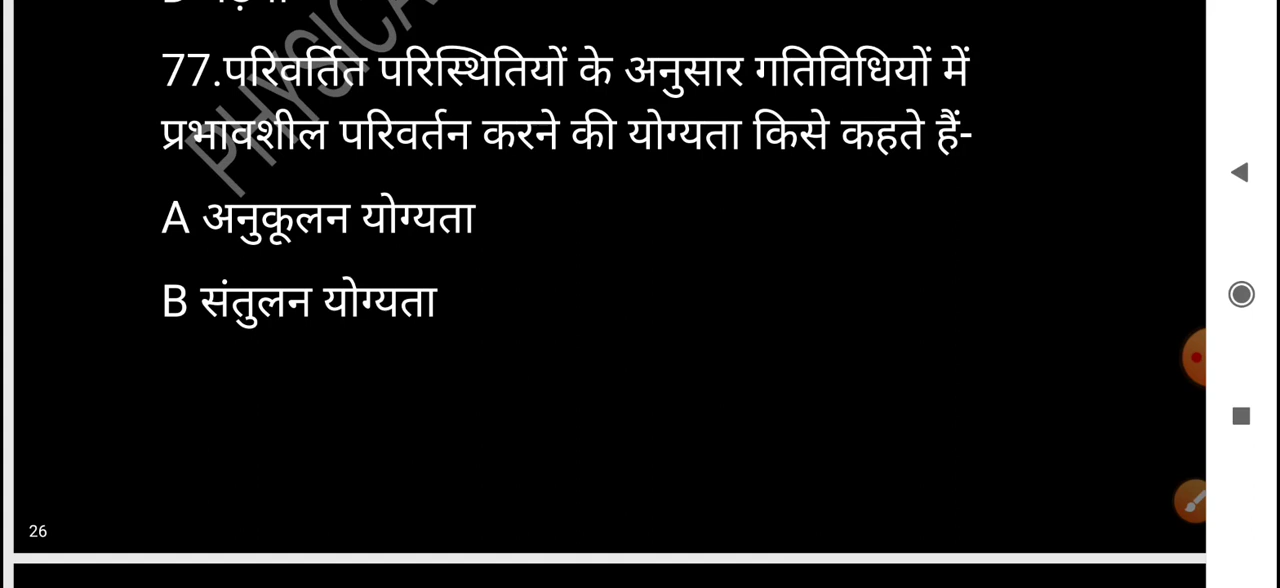 77.परिवर्तित परिस्थितियों के अनुसार गतिविधियों में
प्रभावशील परिवर्तन करने की योग्यता किसे कहते हैं-
A अनुकूलन योग्यता
B संतुलन योग्यता
26